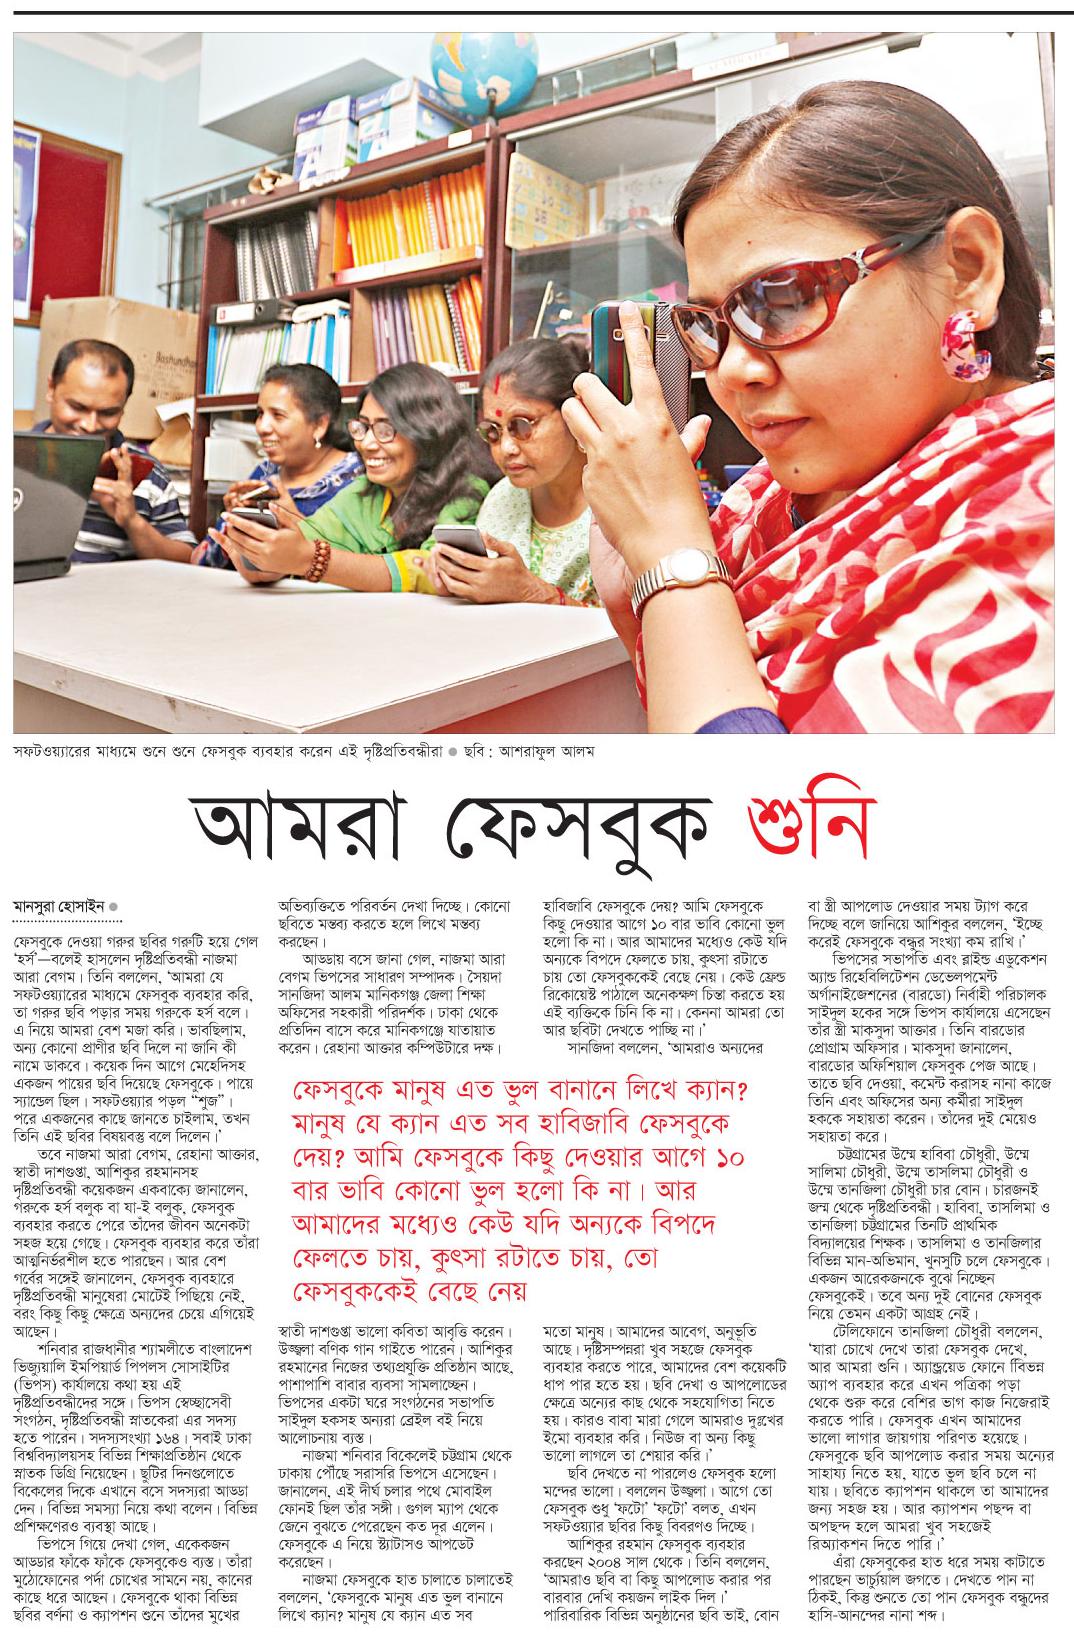 সফটওয়্যারের মাধ্যমে শুনে শুনে ফেসবুক ব্যবহার করেন এই দৃষ্টিপ্রতিবন্ধীরা ● ছবি : আশরাফুল আলম
আমরা ফেসবুক শুনি
মানসুরা হোসাইন ●
ফেসবুকে দেওয়া গরুর ছবির গরুটি হয়ে গেল
‘হর্স’—বলেই হাসলেন দৃষ্টিপ্রতিবন্ধী নাজমা
আরা বেগম। তিনি বললেন, ‘আমরা যে
সফটওয়্যারের মাধ্যমে ফেসবুক ব্যবহার করি,
তা গরুর ছবি পড়ার সময় গরুকে হর্স বলে।
এ নিয়ে আমরা বেশ মজা করি। ভাবছিলাম,
অন্য কোনো প্রাণীর ছবি দিলে না জানি কী
নামে ডাকবে। কয়েক দিন আগে মেহেদিসহ
একজন পায়ের ছবি দিয়েছে ফেসবুকে। পায়ে
স্যান্ডেল ছিল। সফটওয়্যার পড়ল “শুজ”।
পরে একজনের কাছে জানতে চাইলাম, তখন
তিনি এই ছবির বিষয়বস্তু বলে দিলেন।’
তবে নাজমা আরা বেগম, রেহানা আক্তার,
স্বাতী দাশগুপ্তা, আশিকুর রহমানসহ
দৃষ্টিপ্রতিবন্ধী কয়েকজন একবাক্যে জানালেন,
গরুকে হর্স বলুক বা যা-ই বলুক, ফেসবুক
ব্যবহার করতে পেরে তাঁদের জীবন অনেকটা
সহজ হয়ে গেছে। ফেসবুক ব্যবহার করে তাঁরা
আত্মনির্ভরশীল হতে পারছেন। আর বেশ
গর্বের সঙ্গেই জানালেন, ফেসবুক ব্যবহারে
দৃষ্টিপ্রতিবন্ধী মানুষেরা মোটেই পিছিয়ে নেই,
বরং কিছু কিছু ক্ষেত্রে অন্যদের চেয়ে এগিয়েই
আছেন।
শনিবার রাজধানীর শ্যামলীতে বাংলাদেশ
ভিজ্যুয়ালি ইমপিয়ার্ড পিপলস সোসাইটির
(ভিপস) কার্যালয়ে কথা হয় এই
দৃষ্টিপ্রতিবন্ধীদের সঙ্গে। ভিপস স্বেচ্ছাসেবী
সংগঠন, দৃষ্টিপ্রতিবন্ধী স্নাতকেরা এর সদস্য
হতে পারেন। সদস্যসংখ্যা ১৬৪। সবাই ঢাকা
বিশ্ববিদ্যালয়সহ বিভিন্ন শিক্ষাপ্রতিষ্ঠান থেকে
স্নাতক ডিগ্রি নিয়েছেন। ছুটির দিনগুলোতে
বিকেলের দিকে এখানে বসে সদস্যরা আড্ডা
দেন। বিভিন্ন সমস্যা নিয়ে কথা বলেন। বিভিন্ন
প্রশিক্ষণেরও ব্যবস্থা আছে।
ভিপসে গিয়ে দেখা গেল, একেকজন
আড্ডার ফাঁকে ফাঁকে ফেসবুকেও ব্যস্ত। তাঁরা
মুঠোফোনের পর্দা চোখের সামনে নয়, কানের
কাছে ধরে আছেন। ফেসবুকে থাকা বিভিন্ন
ছবির বর্ণনা ও ক্যাপশন শুনে তাঁদের মুখের
অভিব্যক্তিতে পরিবর্তন দেখা দিচ্ছে। কোনো
ছবিতে মন্তব্য করতে হলে লিখে মন্তব্য
করছেন।
আড্ডায় বসে জানা গেল, নাজমা আরা
বেগম ভিপসের সাধারণ সম্পাদক। সৈয়দা
সানজিদা আলম মানিকগঞ্জ জেলা শিক্ষা
অফিসের সহকারী পরিদর্শক। ঢাকা থেকে
প্রতিদিন বাসে করে মানিকগঞ্জে যাতায়াত
করেন। রেহানা আক্তার কম্পিউটারে দক্ষ।
ফেসবুকে মানুষ এত ভুল বানানে লিখে ক্যান?
মানুষ যে ক্যান এত সব হাবিজাবি ফেসবুকে
দেয়? আমি ফেসবুকে কিছু দেওয়ার আগে ১০
বার ভাবি কোনো ভুল হলো কি না। আর
আমাদের মধ্যেও কেউ যদি অন্যকে বিপদে
ফেলতে চায়, কুৎসা রটাতে চায়, তো
ফেসবুককেই বেছে নেয়
স্বাতী দাশগুপ্তা ভালো কবিতা আবৃত্তি করেন।
উজ্জ্বলা বণিক গান গাইতে পারেন। আশিকুর
রহমানের নিজের তথ্যপ্রযুক্তি প্রতিষ্ঠান আছে,
পাশাপাশি বাবার ব্যবসা সামলাচ্ছেন।
ভিপসের একটা ঘরে সংগঠনের সভাপতি
সাইদুল হকসহ অন্যরা ব্রেইল বই নিয়ে
আলোচনায় ব্যস্ত।
নাজমা শনিবার বিকেলেই চট্টগ্রাম থেকে
ঢাকায় পৌঁছে সরাসরি ভিপসে এসেছেন।
জানালেন, এই দীর্ঘ চলার পথে মোবাইল
ফোনই ছিল তাঁর সঙ্গী। গুগল ম্যাপ থেকে
জেনে বুঝতে পেরেছেন কত দূর এলেন।
ফেসবুকে এ নিয়ে স্ট্যাটাসও আপডেট
করেছেন।
নাজমা ফেসবুকে হাত চালাতে চালাতেই
বললেন, ‘ফেসবুকে মানুষ এত ভুল বানানে
লিখে ক্যান? মানুষ যে ক্যান এত সব
হাবিজাবি ফেসবুকে দেয়? আমি ফেসবুকে
কিছু দেওয়ার আগে ১০ বার ভাবি কোনো ভুল
হলো কি না। আর আমাদের মধ্যেও কেউ যদি
অন্যকে বিপদে ফেলতে চায়, কুৎসা রটাতে
চায় তো ফেসবুককেই বেছে নেয়। কেউ ফ্রেন্ড
রিকোয়েস্ট পাঠালে অনেকক্ষণ চিন্তা করতে হয়
এই ব্যক্তিকে চিনি কি না। কেননা আমরা তো
আর ছবিটা দেখতে পাচ্ছি না।’
সানজিদা বললেন, ‘আমরাও অন্যদের
মতো মানুষ। আমাদের আবেগ, অনুভূতি
আছে। দৃষ্টিসম্পন্নরা খুব সহজে ফেসবুক
ব্যবহার করতে পারে, আমাদের বেশ কয়েকটি
ধাপ পার হতে হয়। ছবি দেখা ও আপলোডের
ক্ষেত্রে অন্যের কাছ থেকে সহযোগিতা নিতে
হয়। কারও বাবা মারা গেলে আমরাও দুঃখের
ইমো ব্যবহার করি। নিউজ বা অন্য কিছু
ভালো লাগলে তা শেয়ার করি।’
ছবি দেখতে না পারলেও ফেসবুক হলো
মন্দের ভালো। বললেন উজ্জ্বলা। আগে তো
ফেসবুক শুধু ‘ফটো’ ‘ফটো’ বলত, এখন
সফটওয়্যার ছবির কিছু বিবরণও দিচ্ছে।
আশিকুর রহমান ফেসবুক ব্যবহার
করছেন ২০০৪ সাল থেকে। তিনি বললেন,
‘আমরাও ছবি বা কিছু আপলোড করার পর
বারবার দেখি কয়জন লাইক দিল।’
পারিবারিক বিভিন্ন অনুষ্ঠানের ছবি ভাই, বোন
বা স্ত্রী আপলোড দেওয়ার সময় ট্যাগ করে
দিচ্ছে বলে জানিয়ে আশিকুর বললেন, ‘ইচ্ছে
করেই ফেসবুকে বন্ধুর সংখ্যা কম রাখি।’
ভিপসের সভাপতি এবং ব্লাইন্ড এডুকেশন
অ্যান্ড রিহেবিলিটেশন ডেভেলপমেন্ট
অর্গানাইজেশনের (বারডো) নির্বাহী পরিচালক
সাইদুল হকের সঙ্গে ভিপস কার্যালয়ে এসেছেন
তাঁর স্ত্রী মাকসুদা আক্তার। তিনি বারডোর
প্রোগ্রাম অফিসার। মাকসুদা জানালেন,
বারডোর অফিশিয়াল ফেসবুক পেজ আছে।
তাতে ছবি দেওয়া, কমেন্ট করাসহ নানা কাজে
তিনি এবং অফিসের অন্য কর্মীরা সাইদুল
হককে সহায়তা করেন। তাঁদের দুই মেয়েও
সহায়তা করে।
চট্টগ্রামের উম্মে হাবিবা চৌধুরী, উম্মে
সালিমা চৌধুরী, উম্মে তাসলিমা চৌধুরী ও
উম্মে তানজিলা চৌধুরী চার বোন। চারজনই
জন্ম থেকে দৃষ্টিপ্রতিবন্ধী। হাবিবা, তাসলিমা ও
তানজিলা চট্টগ্রামের তিনটি প্রাথমিক
বিদ্যালয়ের শিক্ষক। তাসলিমা ও তানজিলার
বিভিন্ন মান-অভিমান, খুনসুটি চলে ফেসবুকে।
একজন আরেকজনকে বুঝে নিচ্ছেন
ফেসবুকেই। তবে অন্য দুই বোনের ফেসবুক
নিয়ে তেমন একটা আগ্রহ নেই।
টেলিফোনে তানজিলা চৌধুরী বললেন,
‘যারা চোখে দেখে তারা ফেসবুক দেখে,
আর আমরা শুনি। অ্যান্ড্রয়েড ফোনে বিভিন্ন
অ্যাপ ব্যবহার করে এখন পত্রিকা পড়া
থেকে শুরু করে বেশির ভাগ কাজ নিজেরাই
করতে পারি। ফেসবুক এখন আমাদের
ভালো লাগার জায়গায় পরিণত হয়েছে।
ফেসবুকে ছবি আপলোড করার সময় অন্যের
সাহায্য নিতে হয়, যাতে ভুল ছবি চলে না
যায়। ছবিতে ক্যাপশন থাকলে তা আমাদের
জন্য সহজ হয়। আর ক্যাপশন পছন্দ বা
অপছন্দ হলে আমরা খুব সহজেই
রিঅ্যাকশন দিতে পারি।’
এঁরা ফেসবুকের হাত ধরে সময় কাটাতে
পারছেন ভার্চ্যুয়াল জগতে। দেখতে পান না
ঠিকই, কিন্তু শুনতে তো পান ফেসবুক বন্ধুদের
হাসি-আনন্দের নানা শব্দ।